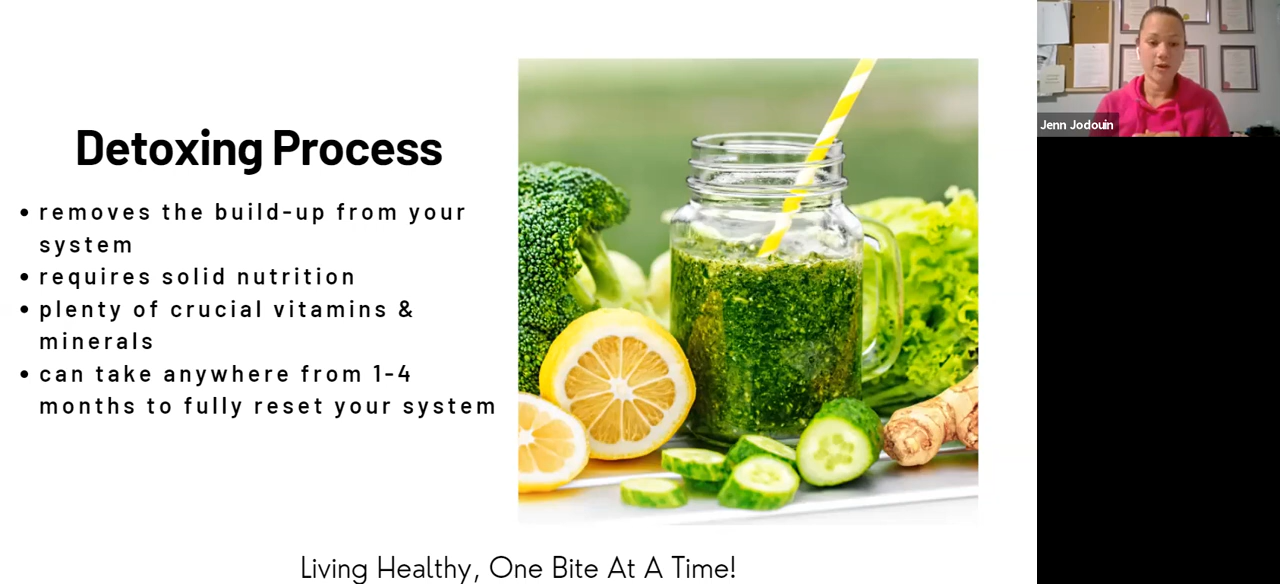 Detoxing Process
• removes the build-up from your
system
• requires solid nutrition
• plenty of crucial vitamins &
minerals
• can take anywhere from 1-4
months to fully reset your system
Living Healthy, One Bite At A Time!
Jenn Jodouin